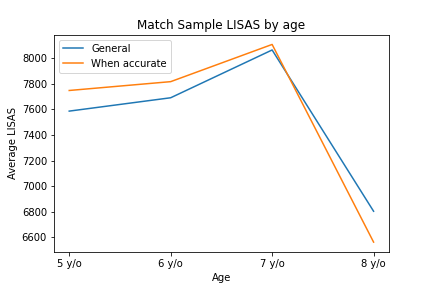 Match Sample LISAS by age
General
When accurate
Average LISAS
8000
7800
7600
7400
7200
7000
6800
6600
5 y/o 6 y/o 7 y/o 8 y/o
Age